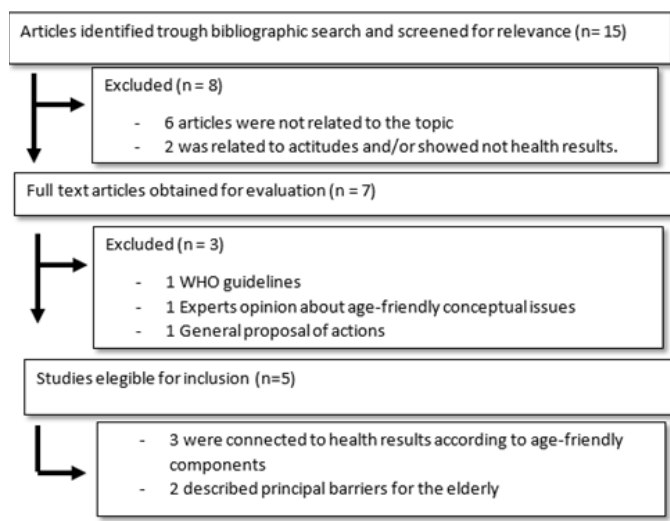 Articles identified trough bibliographic search and screened for relevance (n= 15)
Excluded (n = 8)
- 6 articles were not related to the topic
- 2 was related to actitudes and/or showed not health results.
Full text articles obtained for evaluation (n = 7)
Excluded (n = 3)
- 1 WHO guidelines
- 1 Experts opinion about age-friendly conceptual issues
- 1 General proposal of actions
Studies elegible for inclusion (n=5)
- 3 were connected to health results according to age-friendly
components
- 2 described principal barriers for the elderly